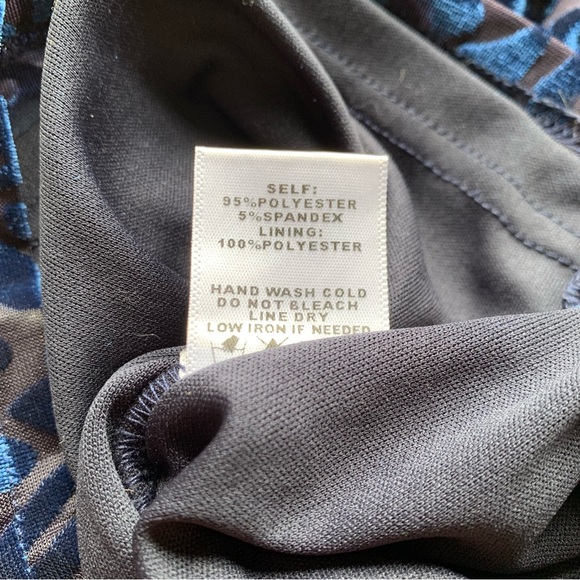 SELF:
95%POLYESTER
5%SPANDEX
LINING:
100%POLYESTER
HAND WASH COLD
DO NOT BLEACH
LINE DRY
LOW IRON IF NEEDED